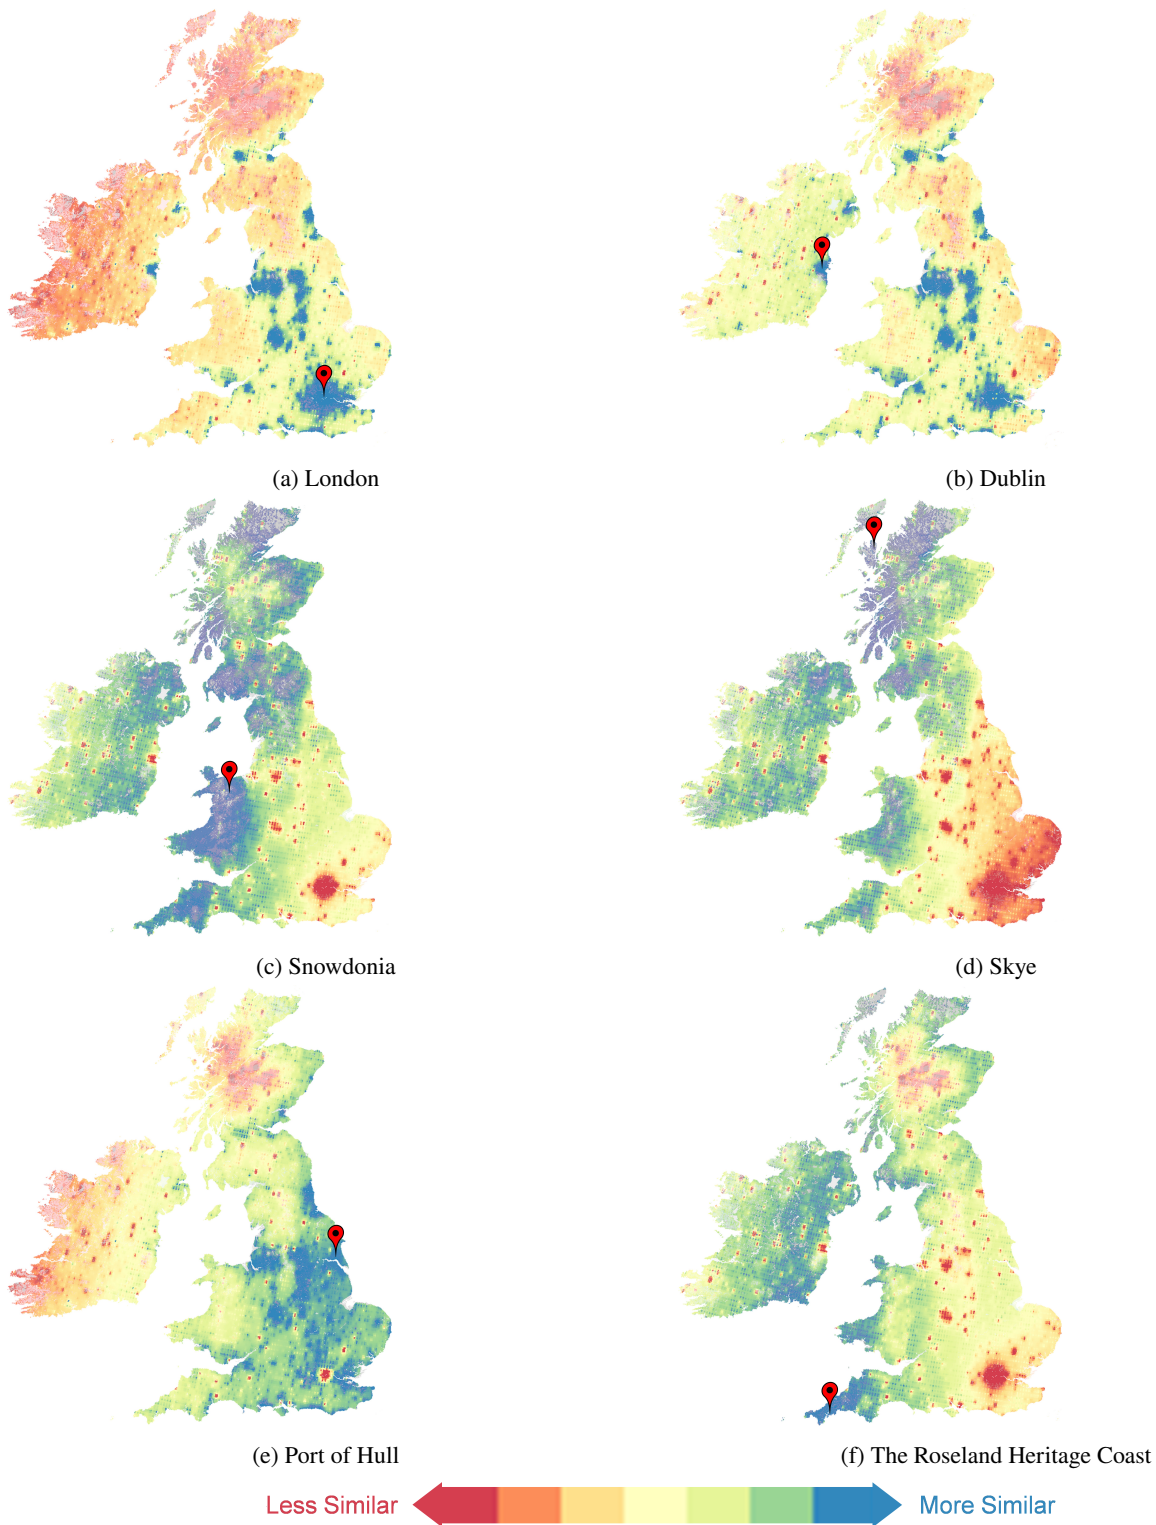 (a) London
(b) Dublin
(c) Snowdonia
(d) Skye
(e) Port of Hull
(f) The Roseland Heritage Coast
Less Similar
More Similar